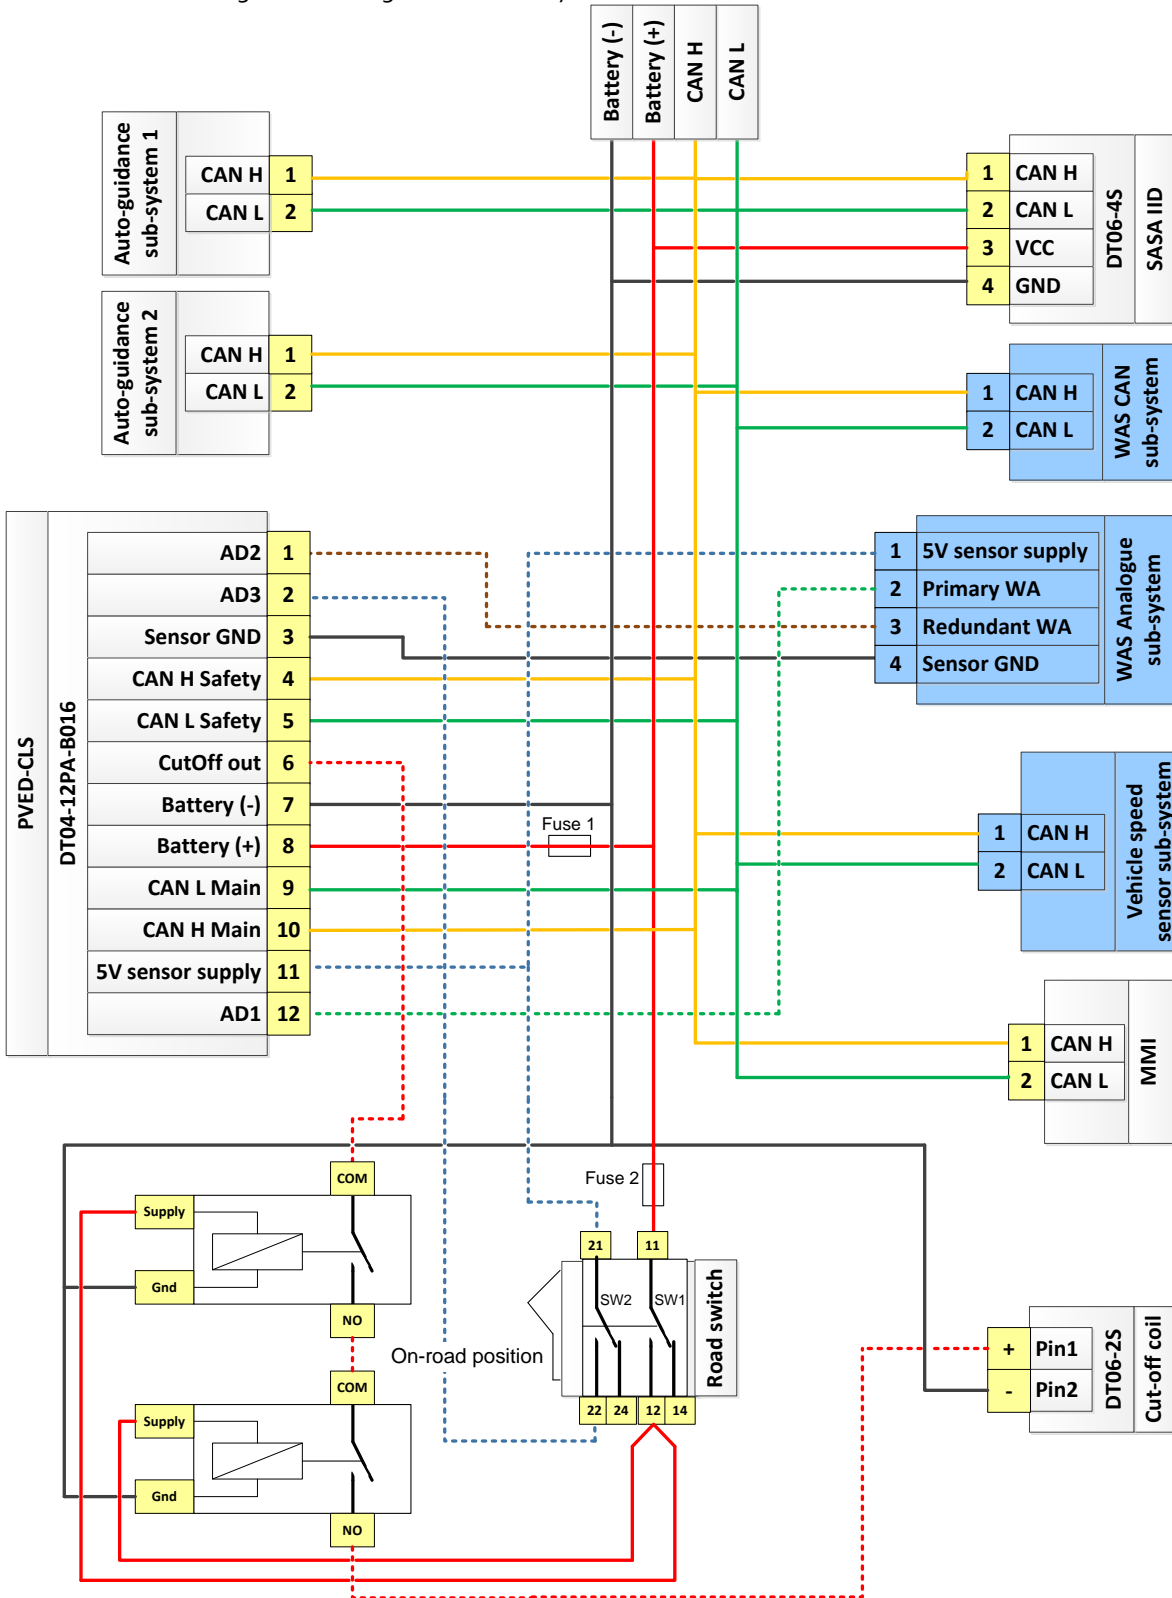 Battery (-)
Battery (+)
CAN H
CAN L
Auto-guidance
sub-system 1
CAN H 1
CAN L 2
1 CAN H
2 CAN L
3 VCC
4 GND
DT06-4S
SASA IID
Auto-guidance
sub-system 2
CAN H 1
CAN L 2
1 CAN H
2 CAN L
WAS CAN
sub-system
PVED-CLS
DT04-12PA-B016
AD2 1
AD3 2
Sensor GND 3
CAN H Safety 4
CAN L Safety 5
CutOff out 6
Battery (-) 7
Battery (+) 8
CAN L Main 9
CAN H Main 10
5V sensor supply 11
AD1 12
1 5V sensor supply
2 Primary WA
3 Redundant WA
4 Sensor GND
WAS Analogue
sub-system
Fuse 1
1 CAN H
2 CAN L
Vehicle speed
sensor sub-system
1 CAN H
2 CAN L
MMI
COM
Supply
Gnd
NO
Fuse 2
21
11
SW2
SW1
Road switch
On-road position
22
24
12
14
COM
Supply
Gnd
NO
+ Pin1
- Pin2
DT06-2S
Cut-off coil